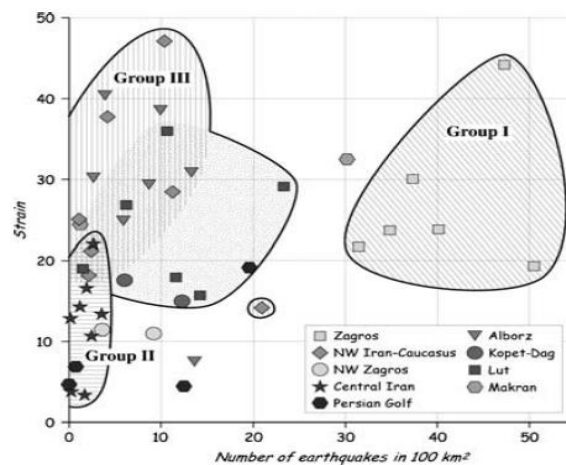 50
40
30
20
10
0
Strain
Group III
Group I
Group II
Zagros
NW Iran-Caucasus
NW Zagros
Central Iran
Persian Golf
Alborz
Kopet-Dag
Lut
Makran
0 10 20 30 40 50
Number of earthquakes in 100 km²